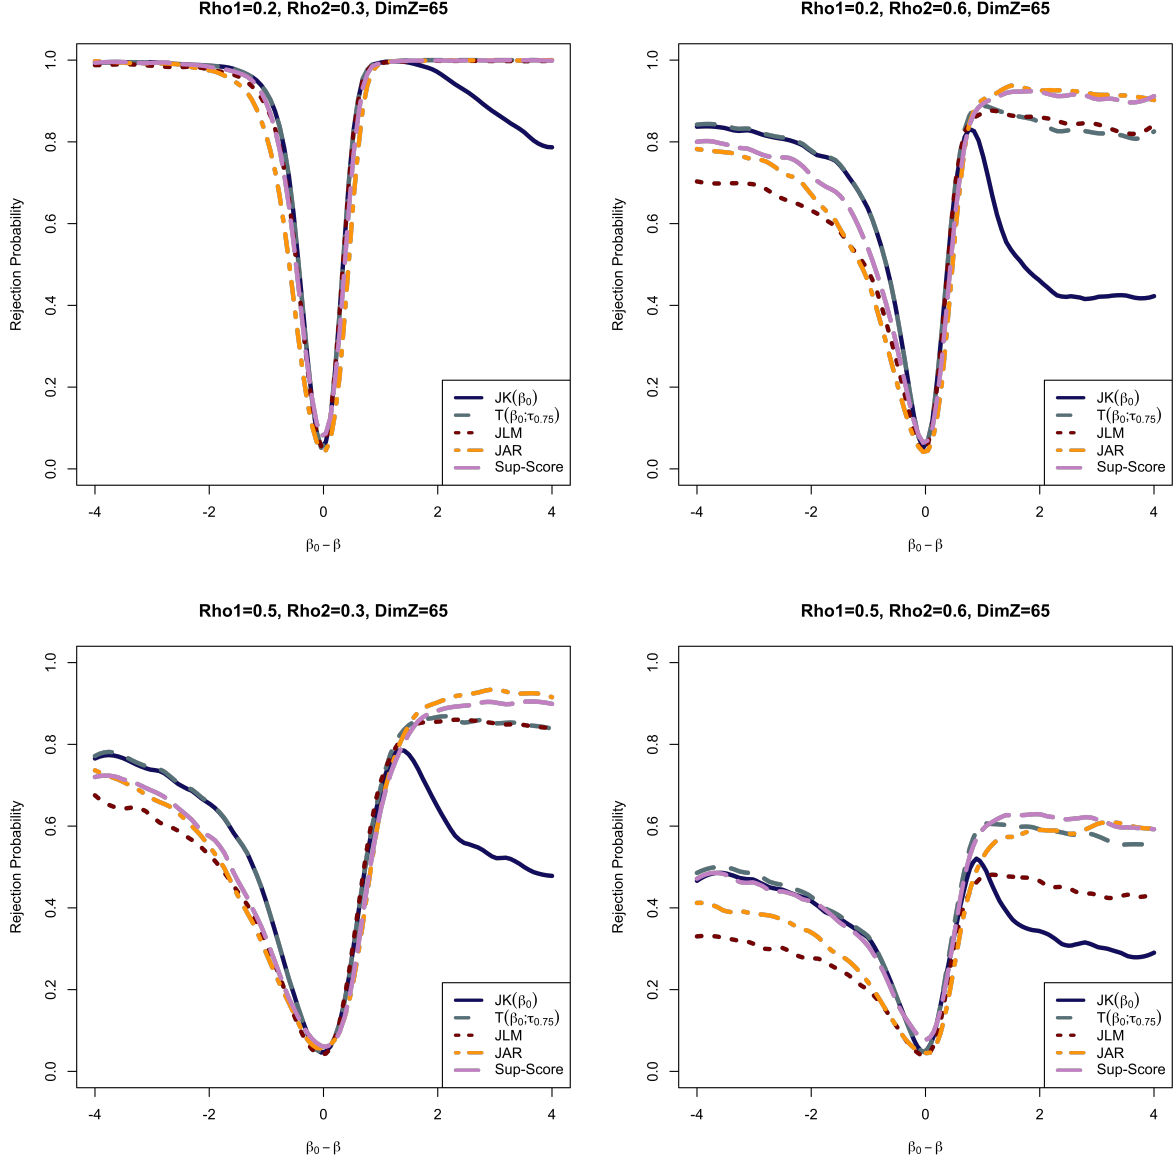 Rho1=0.2, Rho2=0.3, DimZ=65
Rejection Probability
1.0
0.8
0.6
0.4
0.2
0.0
-4 -2 0 2 4
β₀ – β
JK(β₀)
T(β₀;τ₀.₇₅)
JLM
JAR
Sup-Score
Rho1=0.2, Rho2=0.6, DimZ=65
Rejection Probability
1.0
0.8
0.6
0.4
0.2
0.0
-4 -2 0 2 4
β₀ – β
JK(β₀)
T(β₀;τ₀.₇₅)
JLM
JAR
Sup-Score
Rho1=0.5, Rho2=0.3, DimZ=65
Rejection Probability
1.0
0.8
0.6
0.4
0.2
0.0
-4 -2 0 2 4
β₀ – β
JK(β₀)
T(β₀;τ₀.₇₅)
JLM
JAR
Sup-Score
Rho1=0.5, Rho2=0.6, DimZ=65
Rejection Probability
1.0
0.8
0.6
0.4
0.2
0.0
-4 -2 0 2 4
β₀ – β
JK(β₀)
T(β₀;τ₀.₇₅)
JLM
JAR
Sup-Score